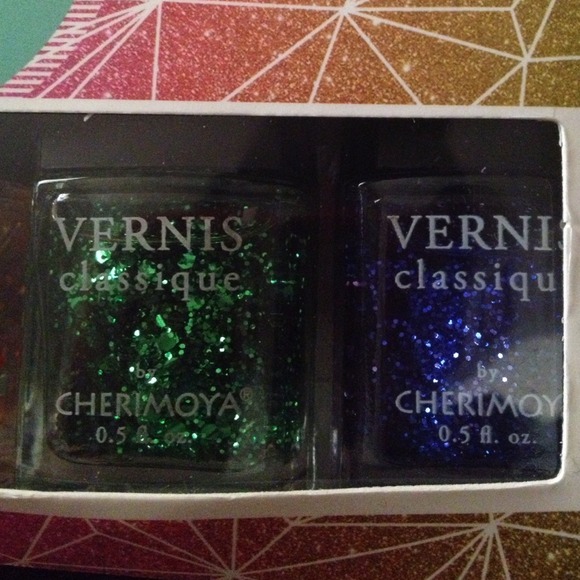 VERNIS
classique
by
CHERIMOYA®
0.5 fl. oz.
VERNIS
classiqu
by
CHERIMOY
0.5 fl. oz.